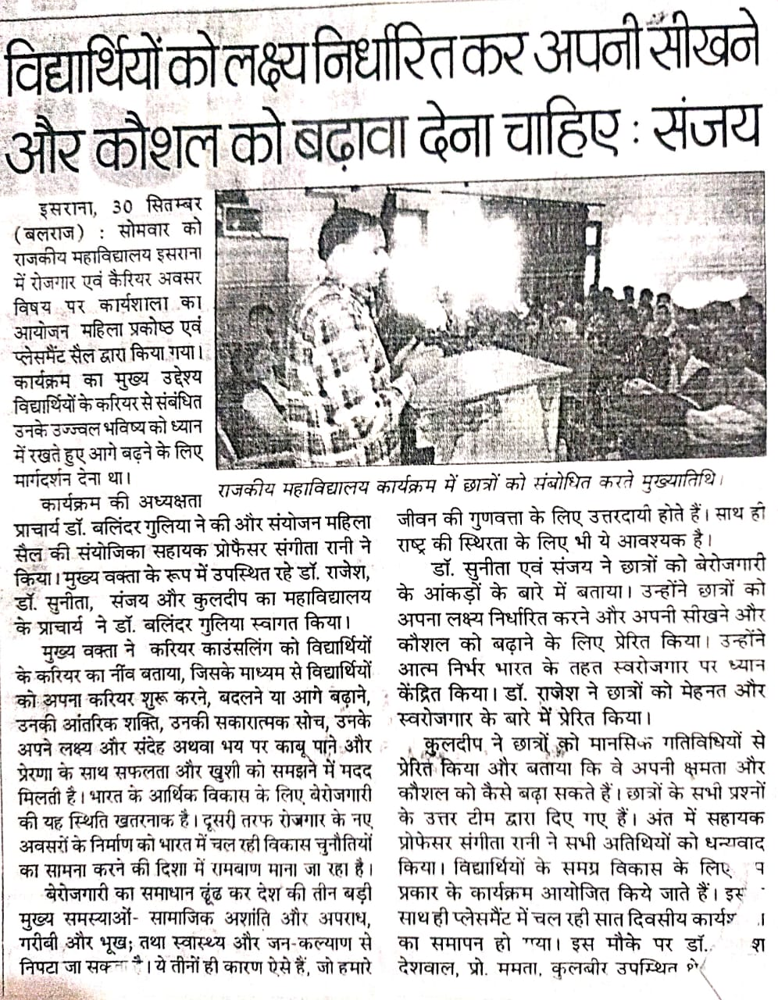 विद्यार्थियों को लक्ष्य निर्धारित कर अपनी सीखने
और कौशल को बढ़ावा देना चाहिए : संजय
इसराना, 30 सितम्बर
(बलराज) : सोमवार को
राजकीय महाविद्यालय इसराना
में रोजगार एवं कैरियर अवसर
विषय पर कार्यशाला का
आयोजन महिला प्रकोष्ठ एवं
प्लेसमैंट सैल द्वारा किया गया।
कार्यक्रम का मुख्य उद्देश्य
विद्यार्थियों के करियर से संबंधित
उनके उज्ज्वल भविष्य को ध्यान
में रखते हुए आगे बढ़ने के लिए
मार्गदर्शन देना था।
कार्यक्रम की अध्यक्षता
प्राचार्य डॉ. बलिंदर गुलिया ने की और संयोजन महिला
सैल की संयोजिका सहायक प्रोफैसर संगीता रानी ने
किया। मुख्य वक्ता के रूप में उपस्थित रहे डॉ. राजेश,
डॉ. सुनीता, संजय और कुलदीप का महाविद्यालय
के प्राचार्य ने डॉ. बलिंदर गुलिया स्वागत किया।
मुख्य वक्ता ने करियर काउंसलिंग को विद्यार्थियों
के करियर का नींव बताया, जिसके माध्यम से विद्यार्थियों
को अपना करियर शुरू करने, बदलने या आगे बढ़ाने,
उनकी आंतरिक शक्ति, उनकी सकारात्मक सोच, उनके
अपने लक्ष्य और संदेह अथवा भय पर काबू पाने और
प्रेरणा के साथ सफलता और खुशी को समझने में मदद
मिलती है। भारत के आर्थिक विकास के लिए बेरोजगारी
की यह स्थिति खतरनाक है। दूसरी तरफ रोजगार के नए
अवसरों के निर्माण को भारत में चल रही विकास चुनौतियों
का सामना करने की दिशा में रामबाण माना जा रहा है।
बेरोजगारी का समाधान ढूंढ कर देश की तीन बड़ी
मुख्य समस्याओं- सामाजिक अशांति और अपराध,
गरीबी और भूख; तथा स्वास्थ्य और जन-कल्याण से
निपटा जा सकता है। ये तीनों ही कारण ऐसे हैं, जो हमारे
राजकीय महाविद्यालय कार्यक्रम में छात्रों को संबोधित करते मुख्यातिथि।
जीवन की गुणवत्ता के लिए उत्तरदायी होते हैं। साथ ही
राष्ट्र की स्थिरता के लिए भी ये आवश्यक है।
डॉ. सुनीता एवं संजय ने छात्रों को बेरोजगारी
के आंकड़ों के बारे में बताया। उन्होंने छात्रों को
अपना लक्ष्य निर्धारित करने और अपनी सीखने और
कौशल को बढ़ाने के लिए प्रेरित किया। उन्होंने
आत्म निर्भर भारत के तहत स्वरोजगार पर ध्यान
केंद्रित किया। डॉ. राजेश ने छात्रों को मेहनत और
स्वरोजगार के बारे में प्रेरित किया।
कुलदीप ने छात्रों को मानसिक गतिविधियों से
प्रेरित किया और बताया कि वे अपनी क्षमता और
कौशल को कैसे बढ़ा सकते हैं। छात्रों के सभी प्रश्नों
के उत्तर टीम द्वारा दिए गए हैं। अंत में सहायक
प्रोफेसर संगीता रानी ने सभी अतिथियों को धन्यवाद
किया। विद्यार्थियों के समग्र विकास के लिए
प्रकार के कार्यक्रम आयोजित किये जाते हैं। इस
साथ ही प्लेसमैंट में चल रही सात दिवसीय
का समापन हो गया। इस मौके पर डॉ.
देशवाल, प्रो. ममता, कुलबीर उपस्थित